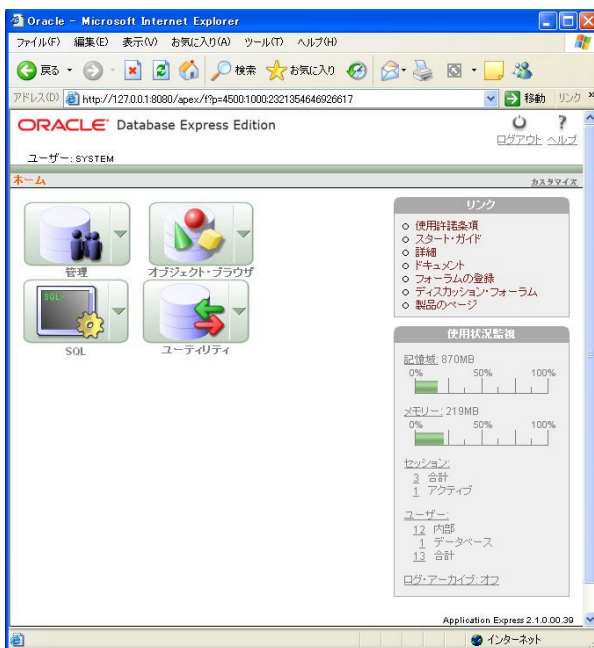 Oracle - Microsoft Internet Explorer
ファイル(F) 編集(E) 表示(V) お気に入り(A) ツール(T) ヘルプ(H)
戻る 検索 お気に入り
アドレス(D) http://127.0.0.1:8080/apex/f?p=4500:1000:2321354646926617 移動 リンク »
ORACLE Database Express Edition
ログアウト ヘルプ
ユーザー: SYSTEM
ホーム カスタマイズ
管理 オブジェクト・ブラウザ
SQL>
SQL ユーティリティ
リンク
使用許諾条項
スタート・ガイド
詳細
ドキュメント
フォーラムの登録
ディスカッション・フォーラム
製品のページ
使用状況監視
記憶域: 870MB
0% 50% 100%
メモリー: 219MB
0% 50% 100%
セッション:
3 合計
1 アクティブ
ユーザー:
12 内部
1 データベース
13 合計
ログ・アーカイブ: オフ
Application Express 2.1.0.00.39
インターネット